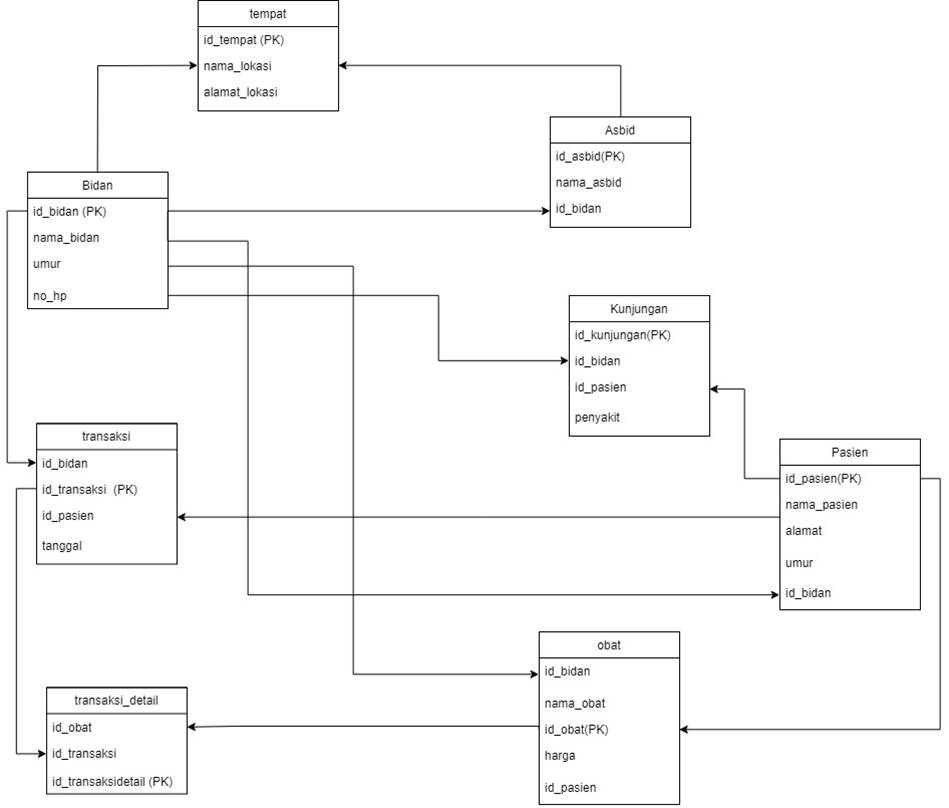 tempat
id_tempat (PK)
nama_lokasi
alamat_lokasi
Asbid
id_asbid(PK)
nama_asbid
id_bidan
Bidan
id_bidan (PK)
nama_bidan
umur
no_hp
Kunjungan
id_kunjungan(PK)
id_bidan
id_pasien
penyakit
transaksi
id_bidan
id_transaksi (PK)
id_pasien
tanggal
Pasien
id_pasien(PK)
nama_pasien
alamat
umur
id_bidan
obat
id_bidan
nama_obat
id_obat(PK)
harga
id_pasien
transaksi_detail
id_obat
id_transaksi
id_transaksidetail (PK)